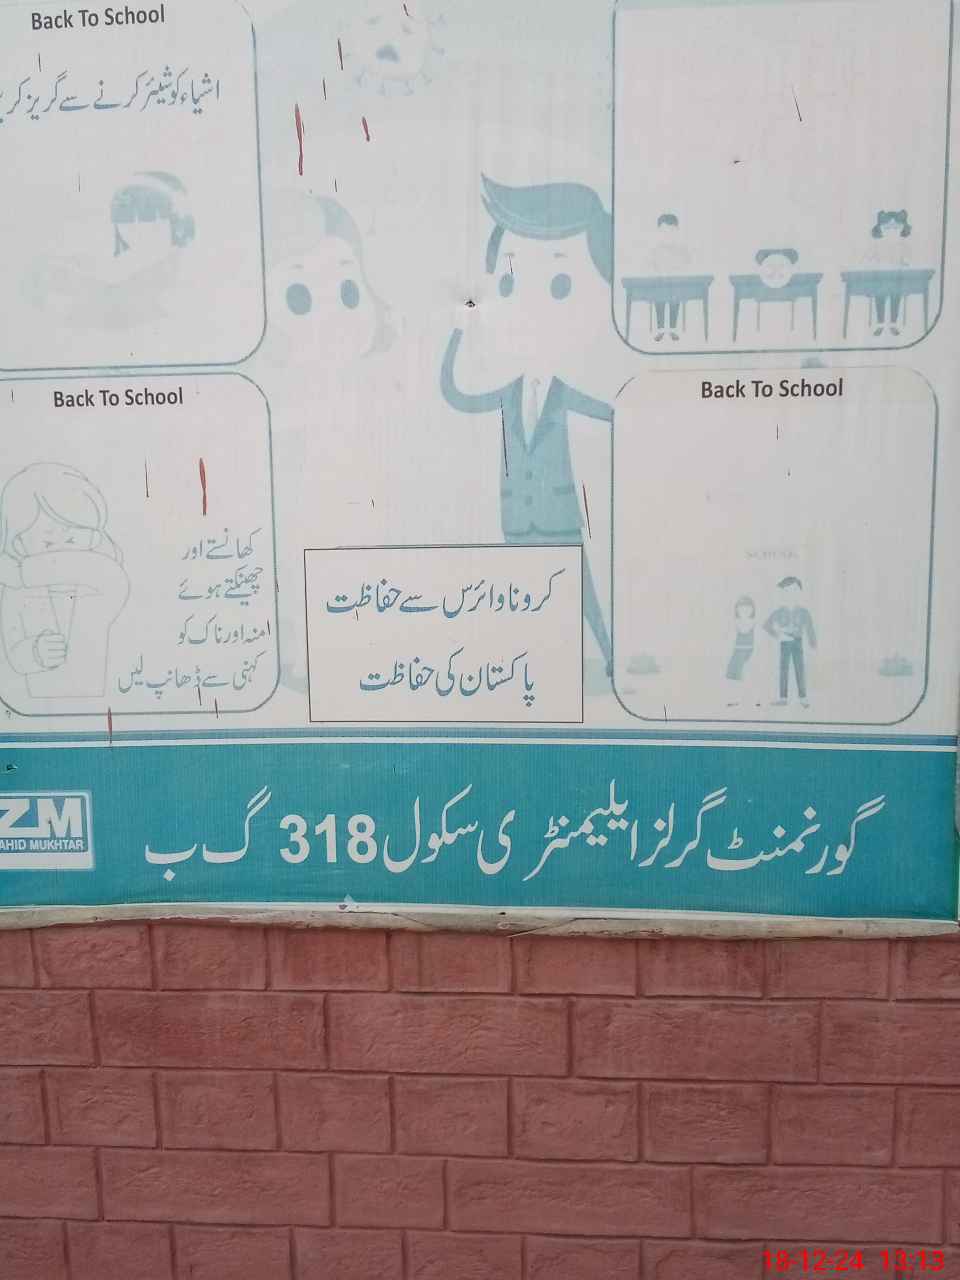 Back To School
اشیاء کو شیئر کرنے سے گریز کر
Back To School
کھانستے اور
چھینکتے ہوئے
منہ اور ناک کو
کہنی سے ڈھانپ لیں
Back To School
کرونا وائرس سے حفاظت
پاکستان کی حفاظت
ZM
AHID MUKHTAR
گورنمنٹ گرلز ایلیمنٹری سکول 318 گ ب
18-12-24 13:13